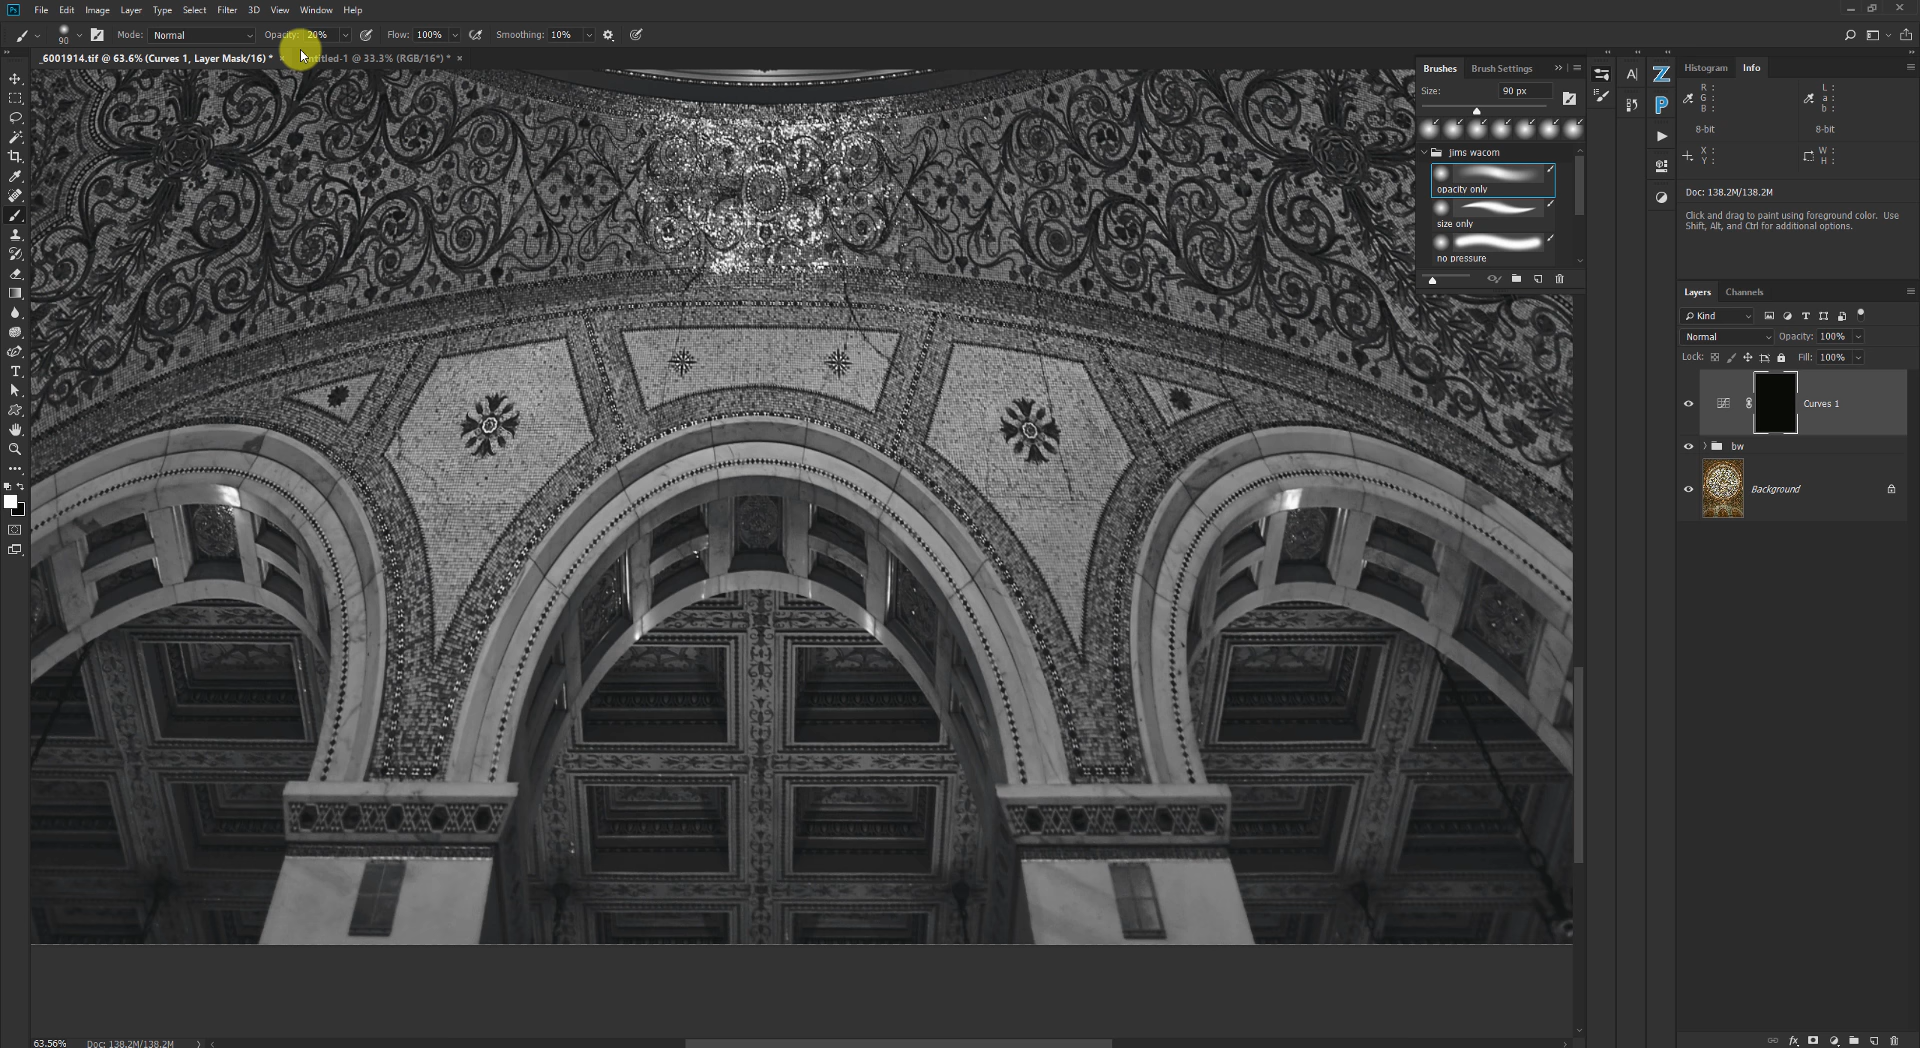 Ps File Edit Image Layer Type Select Filter 3D View Window Help
90 Mode: Normal Opacity: 20% Flow: 100% Smoothing: 10%
_6001914.tif @ 63.6% (Curves 1, Layer Mask/16) * × ntitled-1 @ 33.3% (RGB/16*) * ×
Brushes Brush Settings
Size: 90 px
Jims wacom
opacity only
size only
no pressure
A
Z
P
Histogram Info
R :
G :
B :
L :
a :
b :
8-bit 8-bit
X :
Y :
W :
H :
Doc: 138.2M/138.2M
Click and drag to paint using foreground color. Use
Shift, Alt, and Ctrl for additional options.
Layers Channels
Kind
Normal Opacity: 100%
Lock: Fill: 100%
Curves 1
bw
Background
63.56% Doc: 138.2M/138.2M